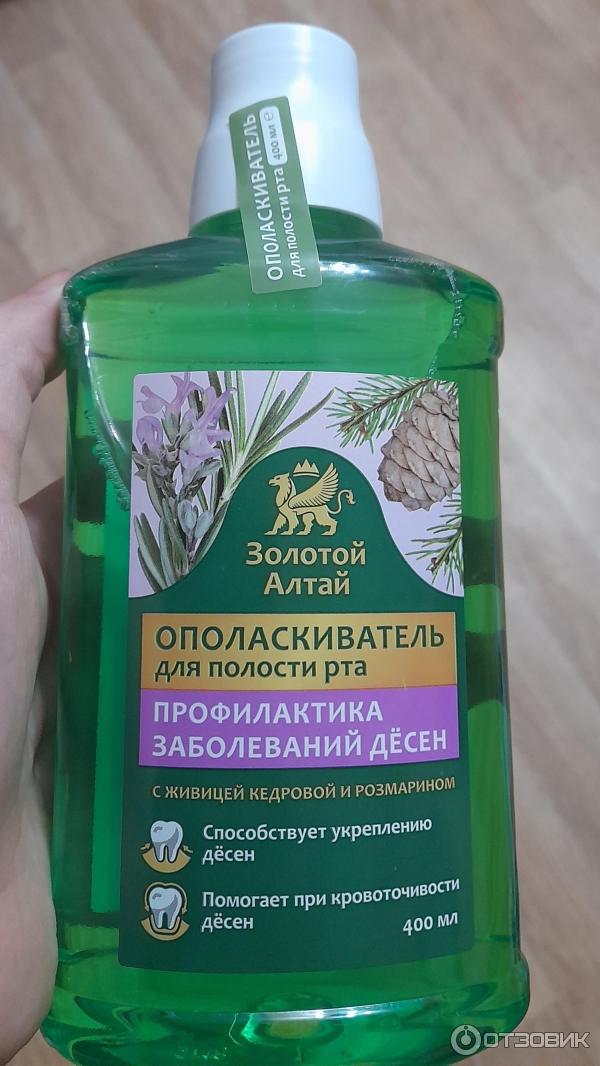 ОПОЛАСКИВАТЕЛЬ
для полости рта 400 мл ℮
Золотой
Алтай
ОПОЛАСКИВАТЕЛЬ
для полости рта
ПРОФИЛАКТИКА
ЗАБОЛЕВАНИЙ ДЁСЕН
С ЖИВИЦЕЙ КЕДРОВОЙ И РОЗМАРИНОМ
Способствует укреплению
дёсен
Помогает при кровоточивости
дёсен
400 мл
ОТЗОВИК